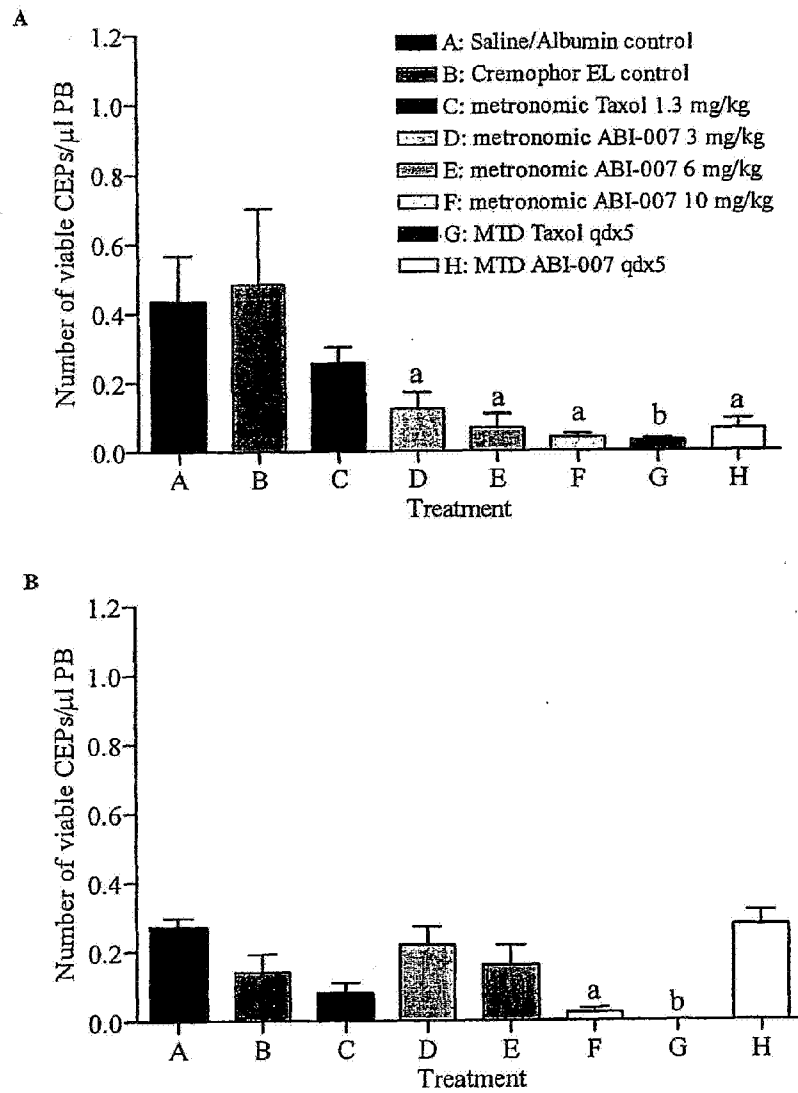 A
1.2
1.0
0.8
0.6
0.4
0.2
0.0
Number of viable CEPs/µl PB
A: Saline/Albumin control
B: Cremophor EL control
C: metronomic Taxol 1.3 mg/kg
D: metronomic ABI-007 3 mg/kg
E: metronomic ABI-007 6 mg/kg
F: metronomic ABI-007 10 mg/kg
G: MTD Taxol qdx5
H: MTD ABI-007 qdx5
a a a b a
A B C D E F G H
Treatment
B
1.2
1.0
0.8
0.6
0.4
0.2
0.0
Number of viable CEPs/µl PB
a b
A B C D E F G H
Treatment